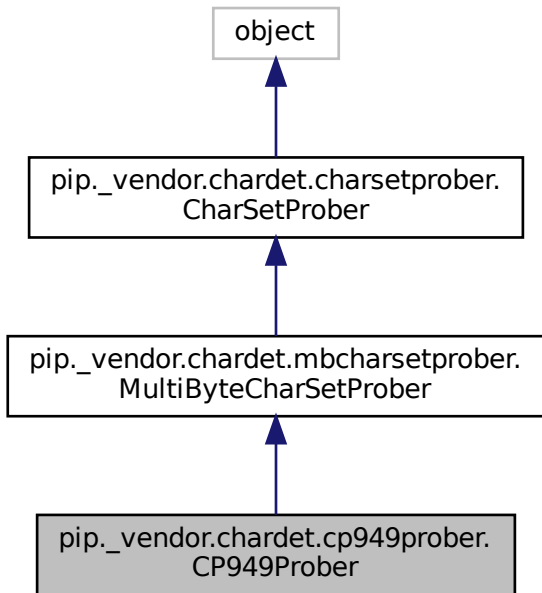 object
pip._vendor.chardet.charsetprober.
CharSetProber
pip._vendor.chardet.mbcharsetprober.
MultiByteCharSetProber
pip._vendor.chardet.cp949prober.
CP949Prober